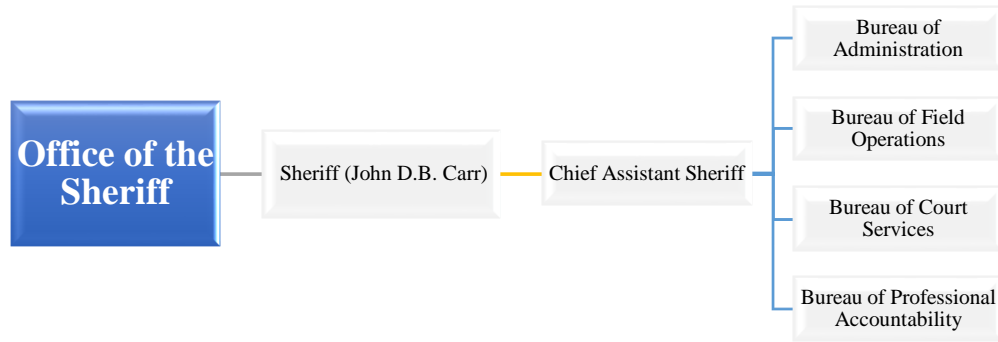 Office of the
Sheriff
Sheriff (John D.B. Carr)
Chief Assistant Sheriff
Bureau of
Administration
Bureau of Field
Operations
Bureau of Court
Services
Bureau of Professional
Accountability